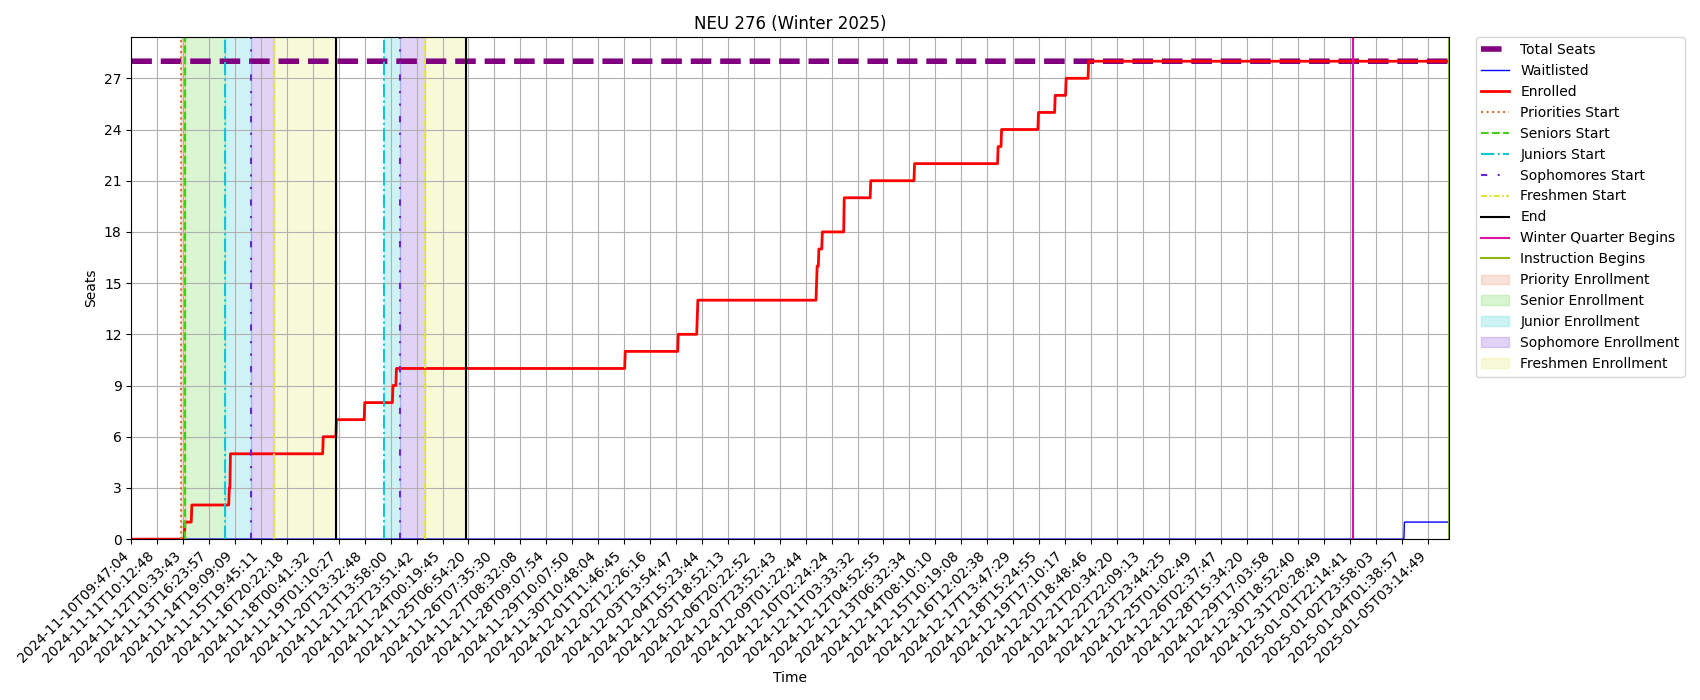 NEU 276 (Winter 2025)
Seats
27
24
21
18
15
12
9
6
3
0
2024-11-10T09:47:04
2024-11-11T10:12:48
2024-11-12T10:33:43
2024-11-13T16:23:57
2024-11-14T19:09:09
2024-11-15T19:45:11
2024-11-16T20:22:18
2024-11-18T00:41:32
2024-11-19T01:10:27
2024-11-20T13:32:48
2024-11-21T13:58:00
2024-11-22T23:51:42
2024-11-24T00:19:45
2024-11-25T06:54:20
2024-11-26T07:35:30
2024-11-27T08:32:08
2024-11-28T09:07:54
2024-11-29T10:07:50
2024-11-30T10:48:04
2024-12-01T11:46:45
2024-12-02T12:26:16
2024-12-03T13:54:47
2024-12-04T15:23:44
2024-12-05T18:52:13
2024-12-06T20:22:52
2024-12-07T23:52:43
2024-12-09T01:22:44
2024-12-10T02:24:24
2024-12-11T03:33:32
2024-12-12T04:52:55
2024-12-13T06:32:34
2024-12-14T08:10:16
2024-12-15T10:19:08
2024-12-16T12:02:38
2024-12-17T13:47:29
2024-12-18T15:24:55
2024-12-19T17:10:17
2024-12-20T18:48:46
2024-12-21T20:34:20
2024-12-22T22:09:13
2024-12-23T23:44:25
2024-12-25T01:02:49
2024-12-26T02:37:47
2024-12-28T15:34:20
2024-12-29T17:03:58
2024-12-30T18:52:40
2024-12-31T20:28:49
2025-01-01T22:14:41
2025-01-02T23:58:03
2025-01-04T01:38:57
2025-01-05T03:14:49
Time
Total Seats
Waitlisted
Enrolled
Priorities Start
Seniors Start
Juniors Start
Sophomores Start
Freshmen Start
End
Winter Quarter Begins
Instruction Begins
Priority Enrollment
Senior Enrollment
Junior Enrollment
Sophomore Enrollment
Freshmen Enrollment